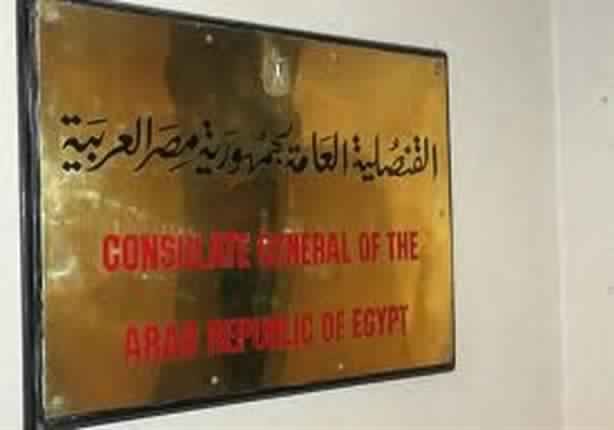 القنصلية العامة لجمهورية مصر العربية
CONSULATE GENERAL OF THE
ARAB REPUBLIC OF EGYPT